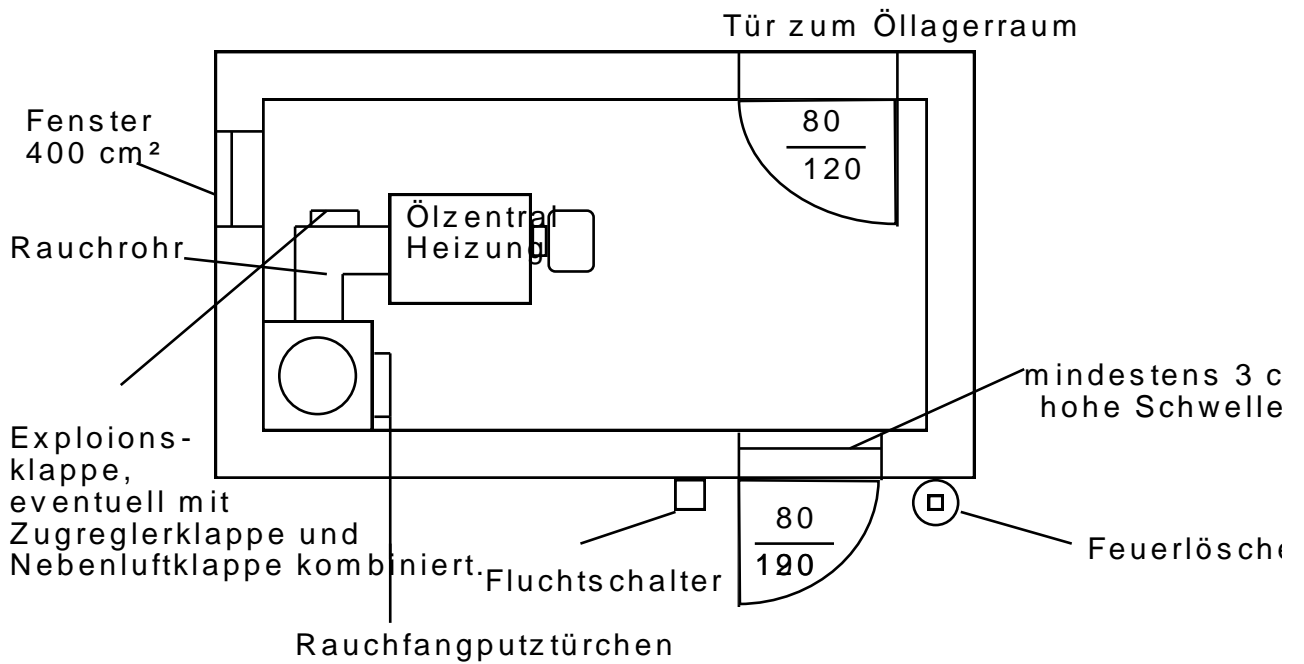 Tür zum Öllagerraum
Fenster
400 cm²
80
120
Ölzentral
Heizung
Rauchrohr
mindestens 3 c
hohe Schwelle
Exploions-
klappe,
eventuell mit
Zugreglerklappe und
Nebenluftklappe kombiniert.
80
Fluchtschalter
Feuerlösche
Rauchfangputztürchen